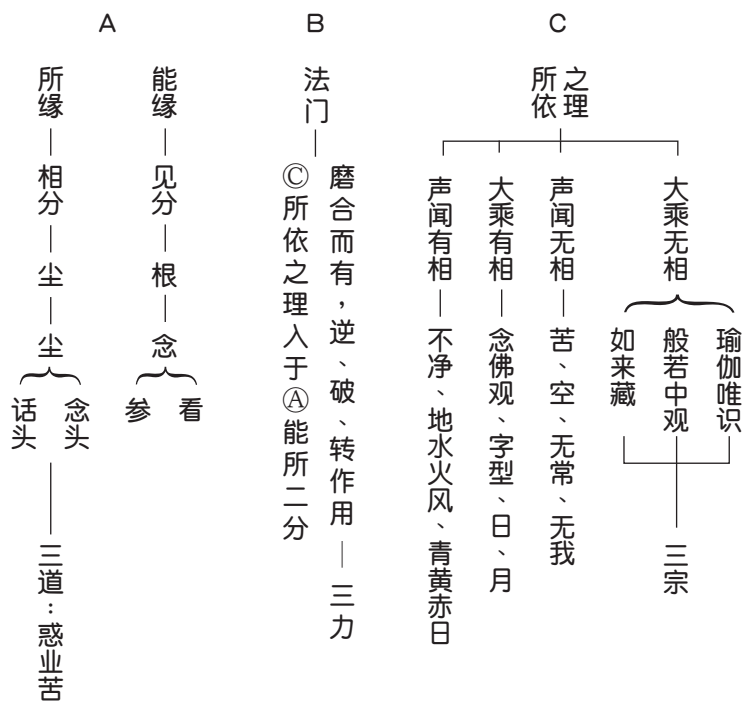 A
能缘
见分
根
念
看
参
所缘
相分
尘
尘
念头
话头
三道：惑业苦
B
法门
磨合而有，逆、破、转作用 — 三力
Ⓒ所依之理入于Ⓐ能所二分
C
所依之理
大乘无相
瑜伽唯识
般若中观
如来藏
三宗
声闻无相 — 苦、空、无常、无我
大乘有相 — 念佛观、字型、日、月
声闻有相 — 不净、地水火风、青黄赤日